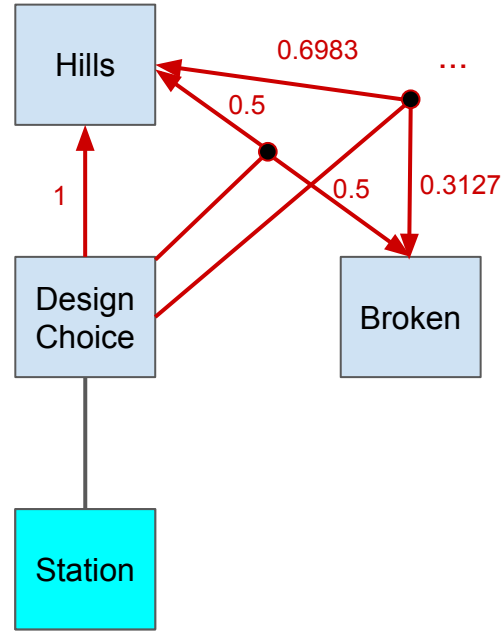 Hills
0.6983
...
0.5
1
0.5
0.3127
Design
Choice
Broken
Station